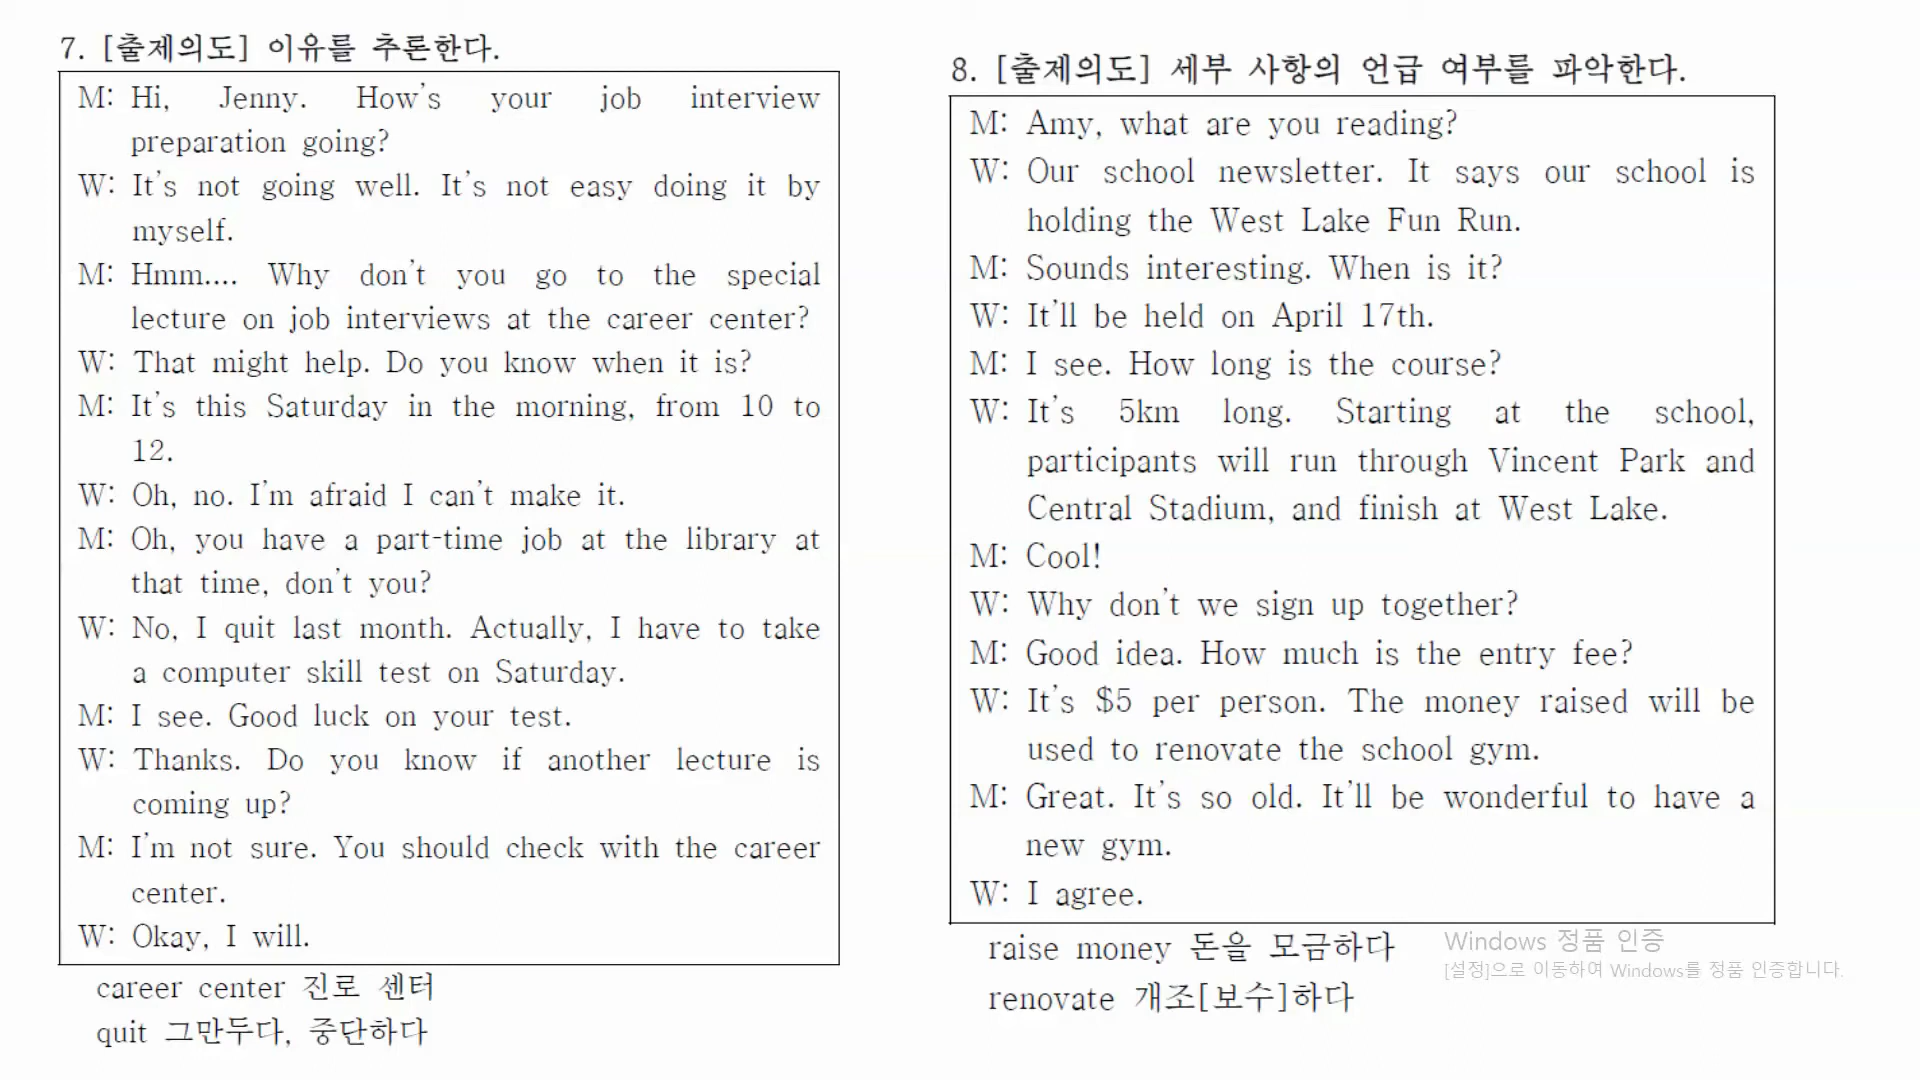 7. [출제의도] 이유를 추론한다.
M: Hi, Jenny. How's your job interview
preparation going?
W: It's not going well. It's not easy doing it by
myself.
M: Hmm.... Why don't you go to the special
lecture on job interviews at the career center?
W: That might help. Do you know when it is?
M: It's this Saturday in the morning, from 10 to
12.
W: Oh, no. I'm afraid I can't make it.
M: Oh, you have a part-time job at the library at
that time, don't you?
W: No, I quit last month. Actually, I have to take
a computer skill test on Saturday.
M: I see. Good luck on your test.
W: Thanks. Do you know if another lecture is
coming up?
M: I'm not sure. You should check with the career
center.
W: Okay, I will.
career center 진로 센터
quit 그만두다, 중단하다
8. [출제의도] 세부 사항의 언급 여부를 파악한다.
M: Amy, what are you reading?
W: Our school newsletter. It says our school is
holding the West Lake Fun Run.
M: Sounds interesting. When is it?
W: It'll be held on April 17th.
M: I see. How long is the course?
W: It's 5km long. Starting at the school,
participants will run through Vincent Park and
Central Stadium, and finish at West Lake.
M: Cool!
W: Why don't we sign up together?
M: Good idea. How much is the entry fee?
W: It's $5 per person. The money raised will be
used to renovate the school gym.
M: Great. It's so old. It'll be wonderful to have a
new gym.
W: I agree.
raise money 돈을 모금하다
renovate 개조[보수]하다
Windows 정품 인증
[설정]으로 이동하여 Windows를 정품 인증합니다.